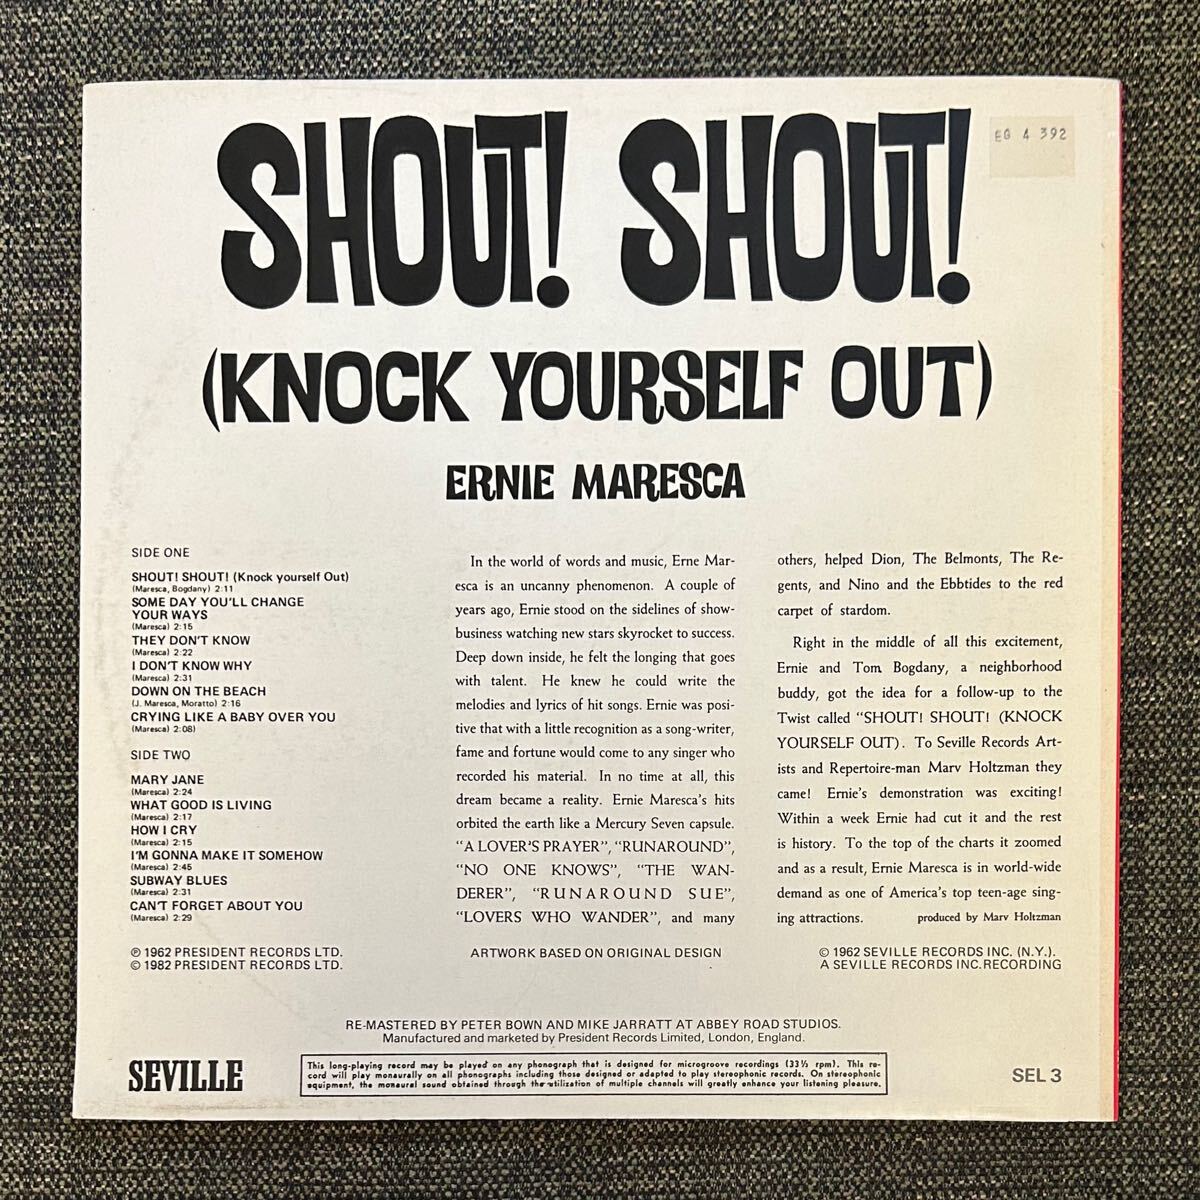 SHOUT! SHOUT!
EG 4 392
(KNOCK YOURSELF OUT)
ERNIE MARESCA
SIDE ONE
SHOUT! SHOUT! (Knock yourself Out)
(Maresca, Bogdany) 2:11
SOME DAY YOU'LL CHANGE
YOUR WAYS
(Maresca) 2:15
THEY DON'T KNOW
(Maresca) 2:22
I DON'T KNOW WHY
(Maresca) 2:31
DOWN ON THE BEACH
(J. Maresca, Moratto) 2:16
CRYING LIKE A BABY OVER YOU
(Maresca) 2:08)
SIDE TWO
MARY JANE
(Maresca) 2:24
WHAT GOOD IS LIVING
(Maresca) 2:17
HOW I CRY
(Maresca) 2:15
I'M GONNA MAKE IT SOMEHOW
(Maresca) 2:45
SUBWAY BLUES
(Maresca) 2:31
CAN'T FORGET ABOUT YOU
(Maresca) 2:29
In the world of words and music, Erne Mar-
esca is an uncanny phenomenon. A couple of
years ago, Ernie stood on the sidelines of show-
business watching new stars skyrocket to success.
Deep down inside, he felt the longing that goes
with talent. He knew he could write the
melodies and lyrics of hit songs. Ernie was posi-
tive that with a little recognition as a song-writer,
fame and fortune would come to any singer who
recorded his material. In no time at all, this
dream became a reality. Ernie Maresca's hits
orbited the earth like a Mercury Seven capsule.
"A LOVER'S PRAYER", "RUNAROUND",
"NO ONE KNOWS", "THE WAN-
DERER", "RUNAROUND SUE",
"LOVERS WHO WANDER", and many
others, helped Dion, The Belmonts, The Re-
gents, and Nino and the Ebbtides to the red
carpet of stardom.
Right in the middle of all this excitement,
Ernie and Tom Bogdany, a neighborhood
buddy, got the idea for a follow-up to the
Twist called "SHOUT! SHOUT! (KNOCK
YOURSELF OUT). To Seville Records Art-
ists and Repertoire-man Marv Holtzman they
came! Ernie's demonstration was exciting!
Within a week Ernie had cut it and the rest
is history. To the top of the charts it zoomed
and as a result, Ernie Maresca is in world-wide
demand as one of America's top teen-age sing-
ing attractions. produced by Marv Holtzman
℗ 1962 PRESIDENT RECORDS LTD.
© 1982 PRESIDENT RECORDS LTD.
ARTWORK BASED ON ORIGINAL DESIGN
© 1962 SEVILLE RECORDS INC. (N.Y.).
A SEVILLE RECORDS INC.RECORDING
RE-MASTERED BY PETER BOWN AND MIKE JARRATT AT ABBEY ROAD STUDIOS.
Manufactured and marketed by President Records Limited, London, England.
SEVILLE
This long-playing record may be played on any phonograph that is designed for microgroove recordings (33⅓ rpm). This re-
cord will play monaurally on all phonographs including those designed or adapted to play stereophonic records. On stereophonic
equipment, the monaural sound obtained through the utilization of multiple channels will greatly enhance your listening pleasure.
SEL 3